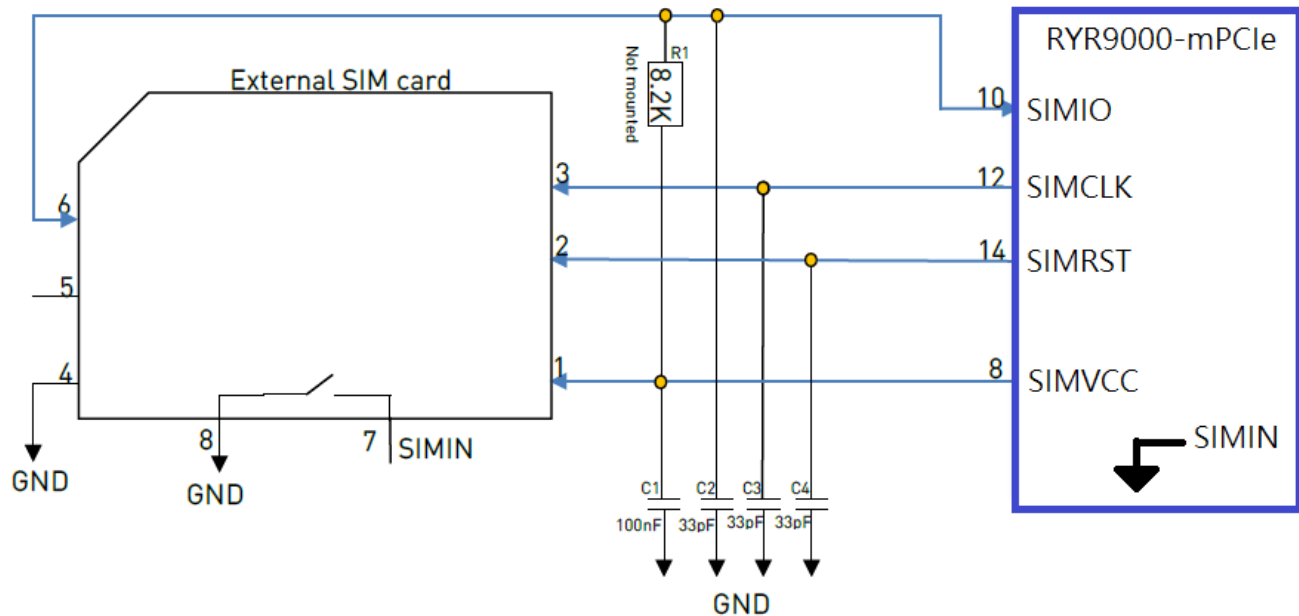 RYR9000-mPCIe
External SIM card
Not mounted
R1
8.2K
10 SIMIO
3
12 SIMCLK
6
2
14 SIMRST
5
4
1
8 SIMVCC
8
7 SIMIN
SIMIN
GND
GND
C1
C2
C3
C4
100nF
33pF
33pF
33pF
GND